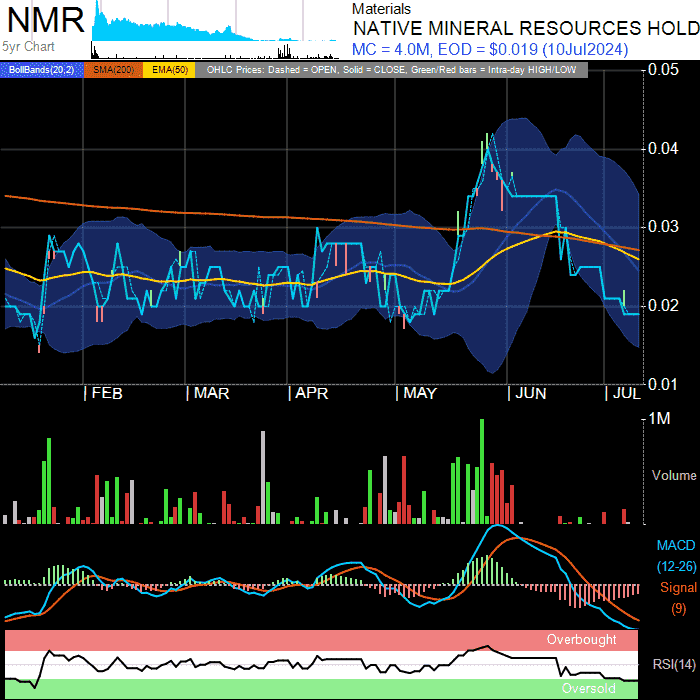 NMR
5yr Chart
Materials
NATIVE MINERAL RESOURCES HOLD
MC = 4.0M, EOD = $0.019 (10Jul2024)
BollBands(20,2) SMA(200) EMA(50) OHLC Prices: Dashed = OPEN, Solid = CLOSE, Green/Red bars = Intra-day HIGH/LOW
0.05
0.04
0.03
0.02
0.01
FEB MAR APR MAY JUN JUL
1M
Volume
MACD
(12-26)
Signal
(9)
Overbought
RSI(14)
Oversold